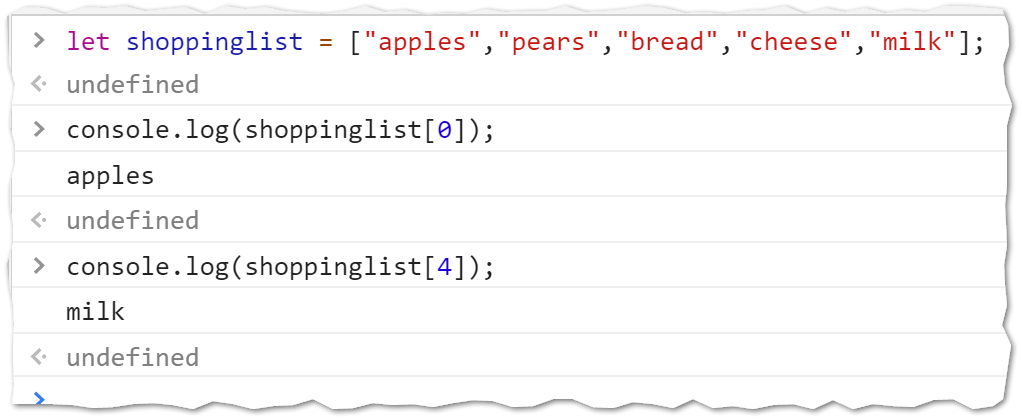 > let shoppinglist = ["apples","pears","bread","cheese","milk"];
undefined
> console.log(shoppinglist[0]);
apples
undefined
> console.log(shoppinglist[4]);
milk
undefined
>